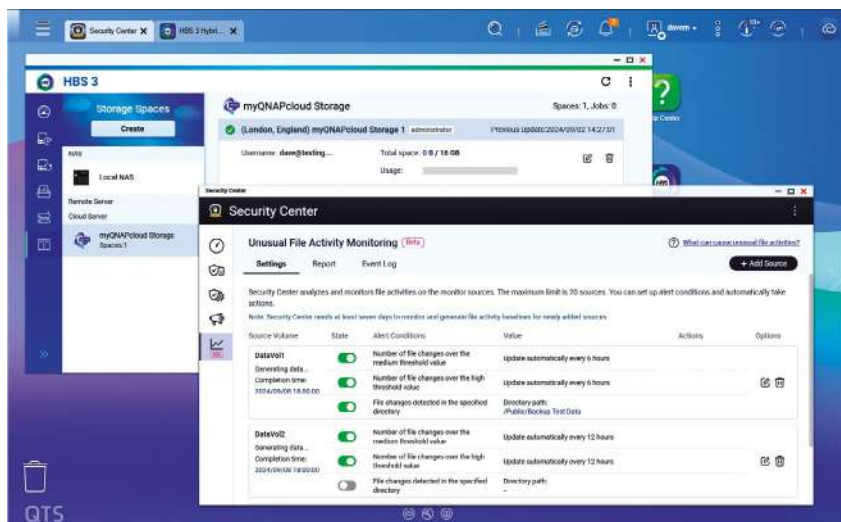 Security Center X
HBS 3 Hybri... X
10+
davem
HBS 3
Storage Spaces
Create
NAS
Local NAS
Remote Server
Cloud Server
myQNAPcloud Storage
Spaces:1
myQNAPcloud Storage
Spaces: 1, Jobs: 0
(London, England) myQNAPcloud Storage 1 administrator
Previous Update:2024/09/02 14:27:01
Username: dave@testing...
Total space: 0 B / 16 GB
Usage:
Center
Security Center
Security Center
Unusual File Activity Monitoring (Beta)
What can cause unusual file activities?
Settings Report Event Log
+ Add Source
Security Center analyzes and monitors file activities on the monitor sources. The maximum limit is 20 sources. You can set up alert conditions and automatically take
actions.
Note: Security Center needs at least seven days to monitor and generate file activity baselines for newly added sources.
Source Volume State Alert Conditions Value Actions Options
DataVol1
Generating data...
Completion time:
2024/09/08 18:00:00
Number of file changes over the
medium threshold value
Update automatically every 6 hours
Number of file changes over the high
threshold value
Update automatically every 6 hours
File changes detected in the specified
directory
Directory path:
/Public/Backup Test Data
DataVol2
Generating data...
Completion time:
2024/09/08 18:00:00
Number of file changes over the
medium threshold value
Update automatically every 12 hours
Number of file changes over the high
threshold value
Update automatically every 12 hours
File changes detected in the specified
directory
Directory path:
--
QTS